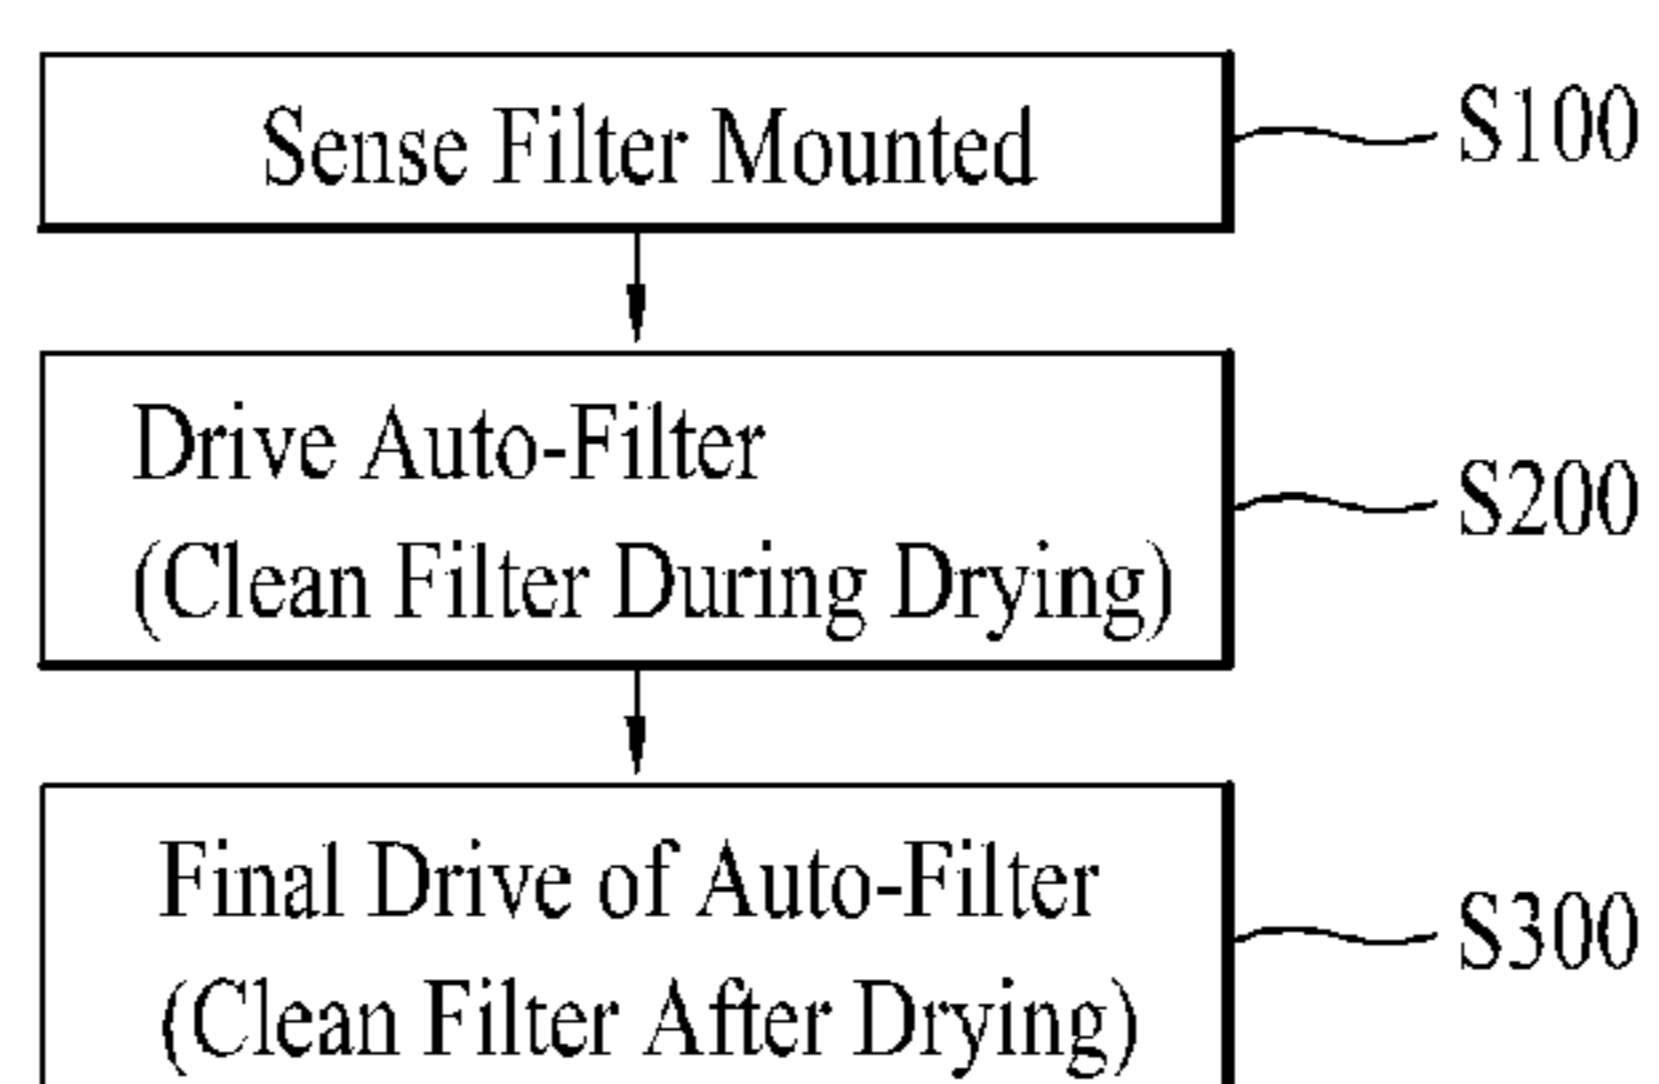 Sense Filter Mounted
S100
Drive Auto-Filter
(Clean Filter During Drying)
S200
Final Drive of Auto-Filter
(Clean Filter After Drying)
S300